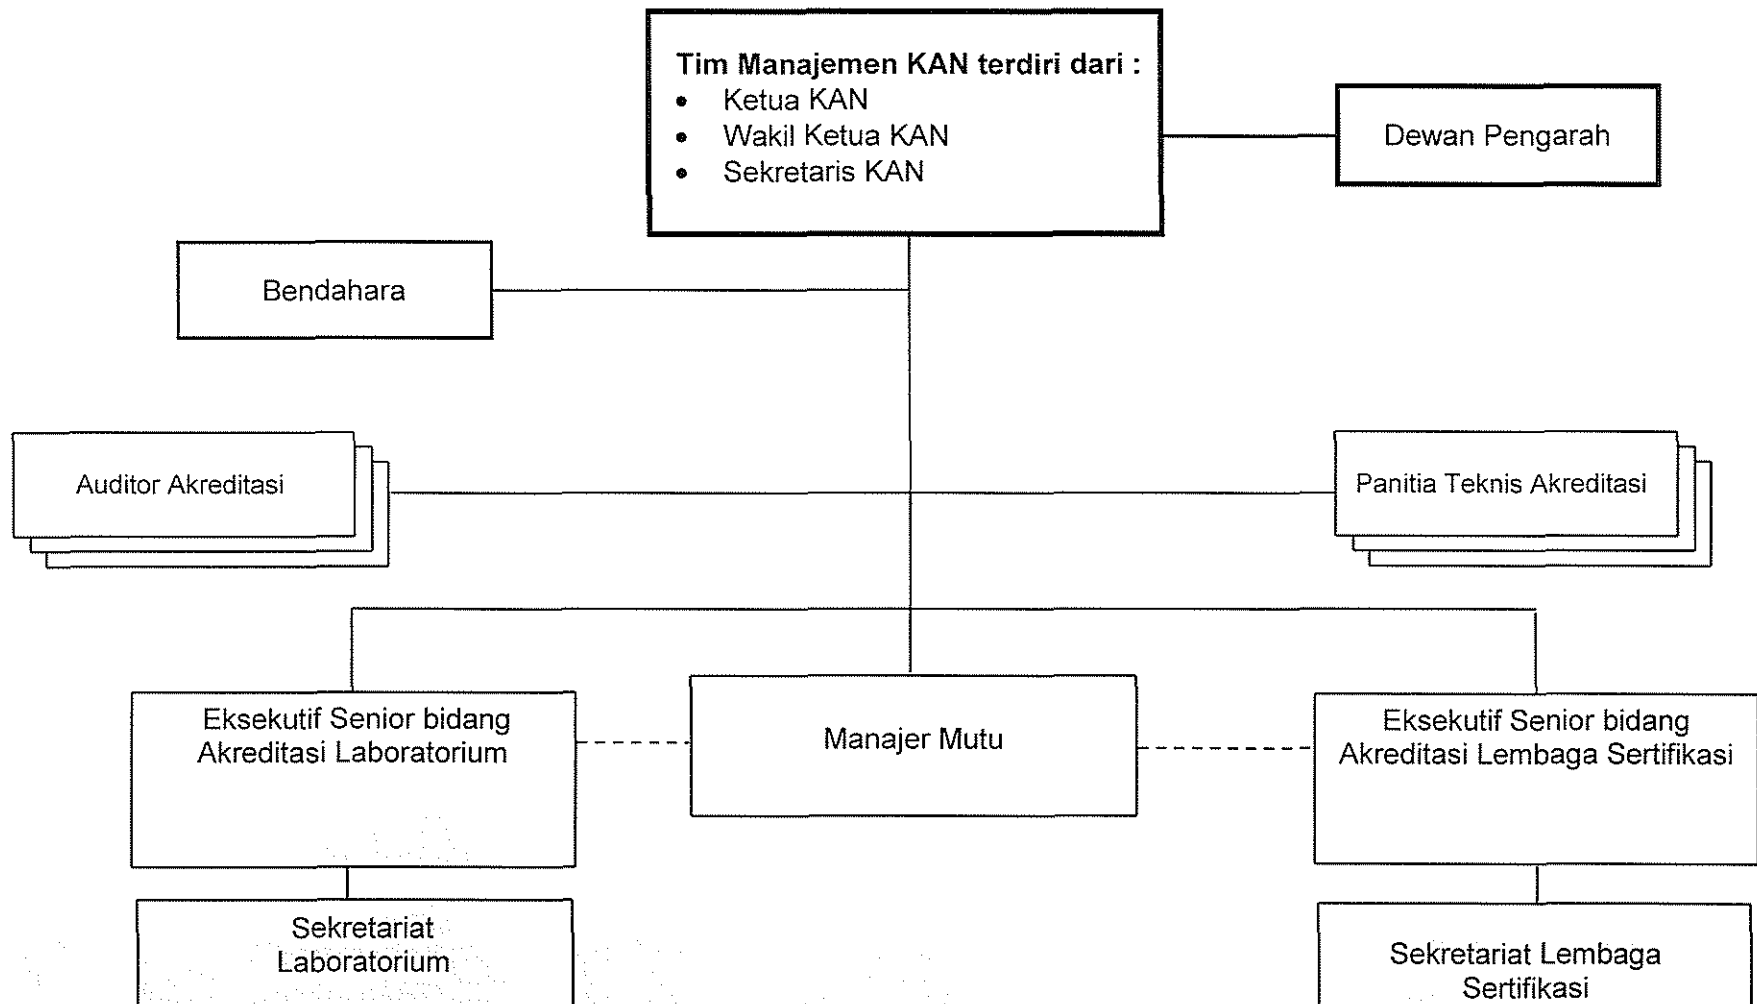 Tim Manajemen KAN terdiri dari :
• Ketua KAN
• Wakil Ketua KAN
• Sekretaris KAN
Dewan Pengarah
Bendahara
Auditor Akreditasi
Panitia Teknis Akreditasi
Eksekutif Senior bidang
Akreditasi Laboratorium
Manajer Mutu
Eksekutif Senior bidang
Akreditasi Lembaga Sertifikasi
Sekretariat
Laboratorium
Sekretariat Lembaga
Sertifikasi